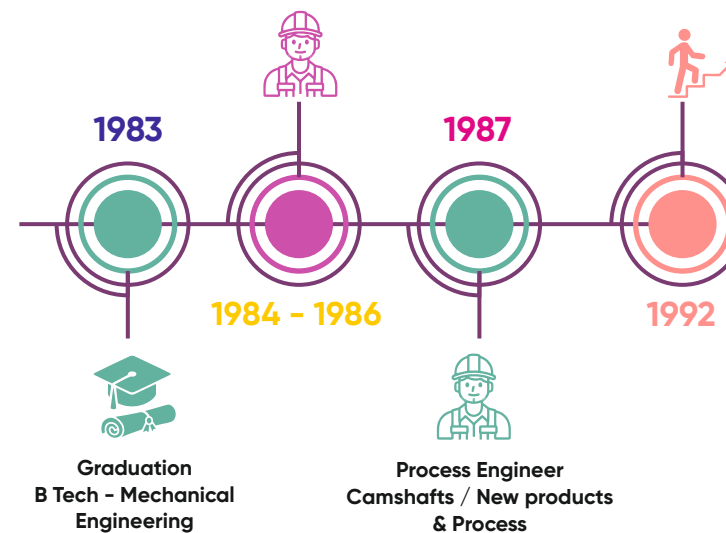 1983
Graduation
B Tech - Mechanical
Engineering
1984 - 1986
1987
Process Engineer
Camshafts / New products
& Process
1992